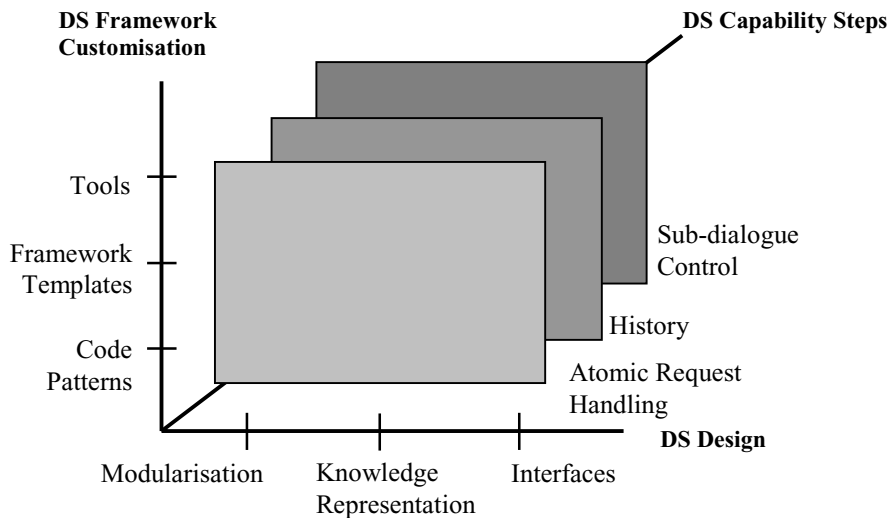 DS Framework
Customisation
DS Capability Steps
Tools
Framework
Templates
Code
Patterns
Sub-dialogue
Control
History
Atomic Request
Handling
DS Design
Modularisation
Knowledge
Representation
Interfaces